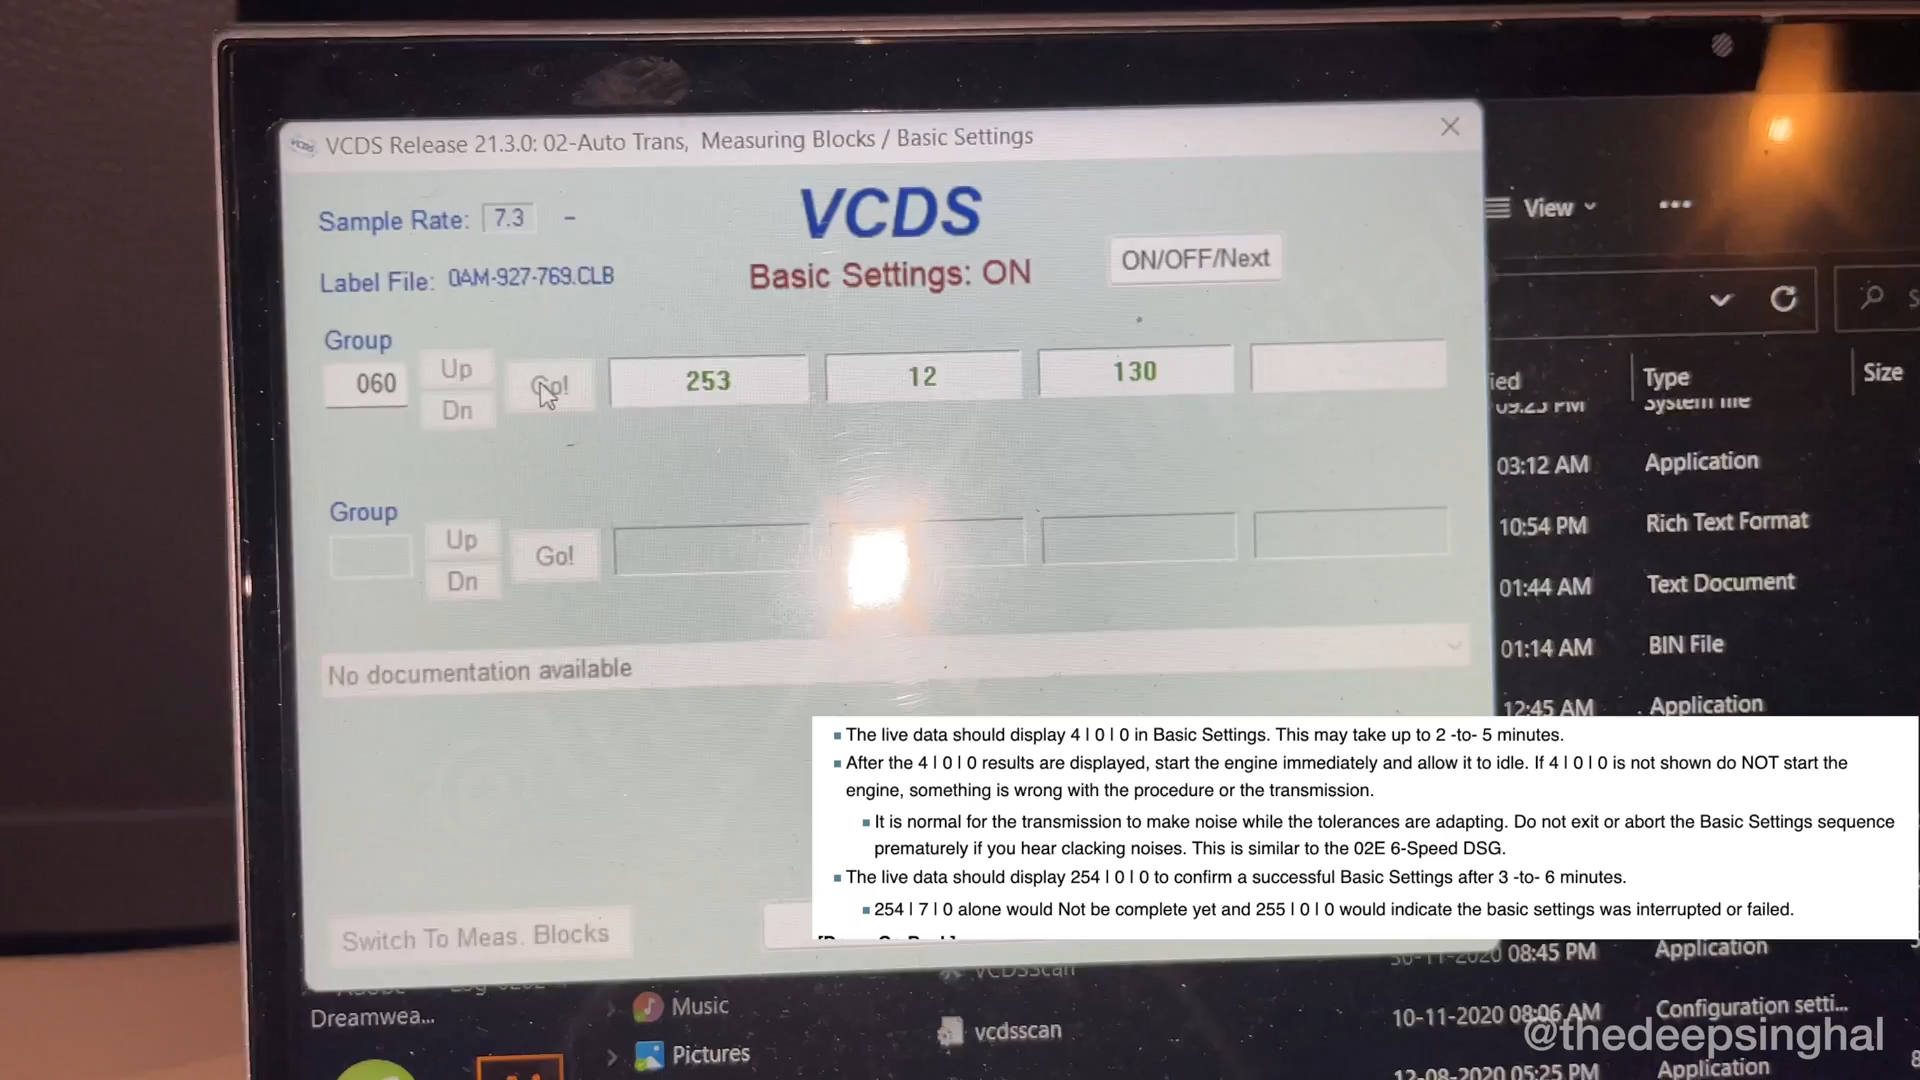 VCDS Release 21.3.0: 02-Auto Trans, Measuring Blocks / Basic Settings
Sample Rate: 7.3
VCDS
ON/OFF/Next
Label File: 0AM-927-769.CLB
Basic Settings: ON
Group
060
Up
Dn
Go!
253
12
130
Group
Up
Dn
Go!
No documentation available
Switch To Meas. Blocks
View
Type
Size
System file
03:12 AM Application
10:54 PM Rich Text Format
01:44 AM Text Document
01:14 AM BIN File
12:45 AM Application
▪ The live data should display 4 | 0 | 0 in Basic Settings. This may take up to 2 -to- 5 minutes.
▪ After the 4 | 0 | 0 results are displayed, start the engine immediately and allow it to idle. If 4 | 0 | 0 is not shown do NOT start the
engine, something is wrong with the procedure or the transmission.
▪ It is normal for the transmission to make noise while the tolerances are adapting. Do not exit or abort the Basic Settings sequence
prematurely if you hear clacking noises. This is similar to the 02E 6-Speed DSG.
▪ The live data should display 254 | 0 | 0 to confirm a successful Basic Settings after 3 -to- 6 minutes.
▪ 254 | 7 | 0 alone would Not be complete yet and 255 | 0 | 0 would indicate the basic settings was interrupted or failed.
30-11-2020 08:45 PM Application
VCDSScan
Dreamwea...
Music
vcdsscan
10-11-2020 08:06 AM Configuration setti...
Pictures
12-08-2020 05:25 PM Application
@thedeepsinghal